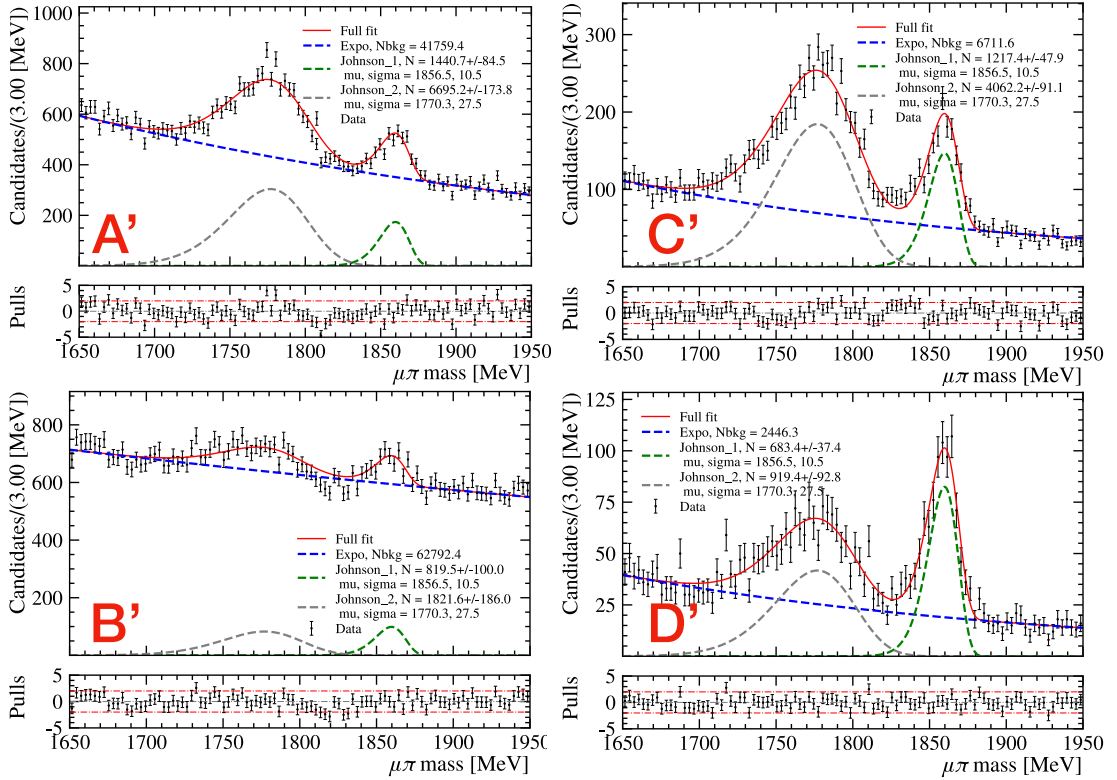 Candidates/(3.00 [MeV])
1000
800
600
400
200
Full fit
Expo, Nbkg = 41759.4
Johnson_1, N = 1440.7+/-84.5
mu, sigma = 1856.5, 10.5
Johnson_2, N = 6695.2+/-173.8
mu, sigma = 1770.3, 27.5
Data
A’
Pulls
5
0
-5
1650 1700 1750 1800 1850 1900 1950
μπ mass [MeV]
Candidates/(3.00 [MeV])
300
200
100
Full fit
Expo, Nbkg = 6711.6
Johnson_1, N = 1217.4+/-47.9
mu, sigma = 1856.5, 10.5
Johnson_2, N = 4062.2+/-91.1
mu, sigma = 1770.3, 27.5
Data
C’
Pulls
5
0
-5
1650 1700 1750 1800 1850 1900 1950
μπ mass [MeV]
Candidates/(3.00 [MeV])
800
600
400
200
Full fit
Expo, Nbkg = 62792.4
Johnson_1, N = 819.5+/-100.0
mu, sigma = 1856.5, 10.5
Johnson_2, N = 1821.6+/-186.0
mu, sigma = 1770.3, 27.5
Data
B’
Pulls
5
0
-5
1650 1700 1750 1800 1850 1900 1950
μπ mass [MeV]
Candidates/(3.00 [MeV])
125
100
75
50
25
Full fit
Expo, Nbkg = 2446.3
Johnson_1, N = 683.4+/-37.4
mu, sigma = 1856.5, 10.5
Johnson_2, N = 919.4+/-92.8
mu, sigma = 1770.3, 27.5
Data
D’
Pulls
5
0
-5
1650 1700 1750 1800 1850 1900 1950
μπ mass [MeV]